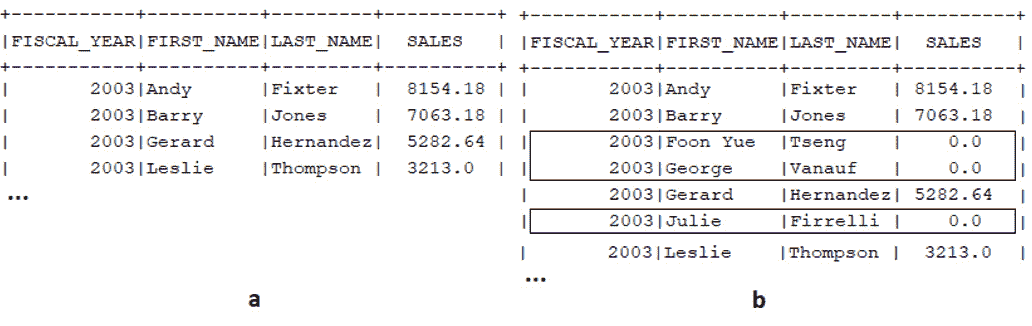 +-----------+----------+---------+----------+
|FISCAL_YEAR|FIRST_NAME|LAST_NAME|  SALES   |
+-----------+----------+---------+----------+
|       2003|Andy      |Fixter   |  8154.18 |
|       2003|Barry     |Jones    |  7063.18 |
|       2003|Gerard    |Hernandez|  5282.64 |
|       2003|Leslie    |Thompson |  3213.0  |
...
a
+-----------+----------+---------+----------+
|FISCAL_YEAR|FIRST_NAME|LAST_NAME|  SALES   |
+-----------+----------+---------+----------+
|       2003|Andy      |Fixter   | 8154.18  |
|       2003|Barry     |Jones    | 7063.18  |
|       2003|Foon Yue  |Tseng    |    0.0   |
|       2003|George    |Vanauf   |    0.0   |
|       2003|Gerard    |Hernandez| 5282.64  |
|       2003|Julie     |Firrelli |    0.0   |
|       2003|Leslie    |Thompson |  3213.0  |
...
b